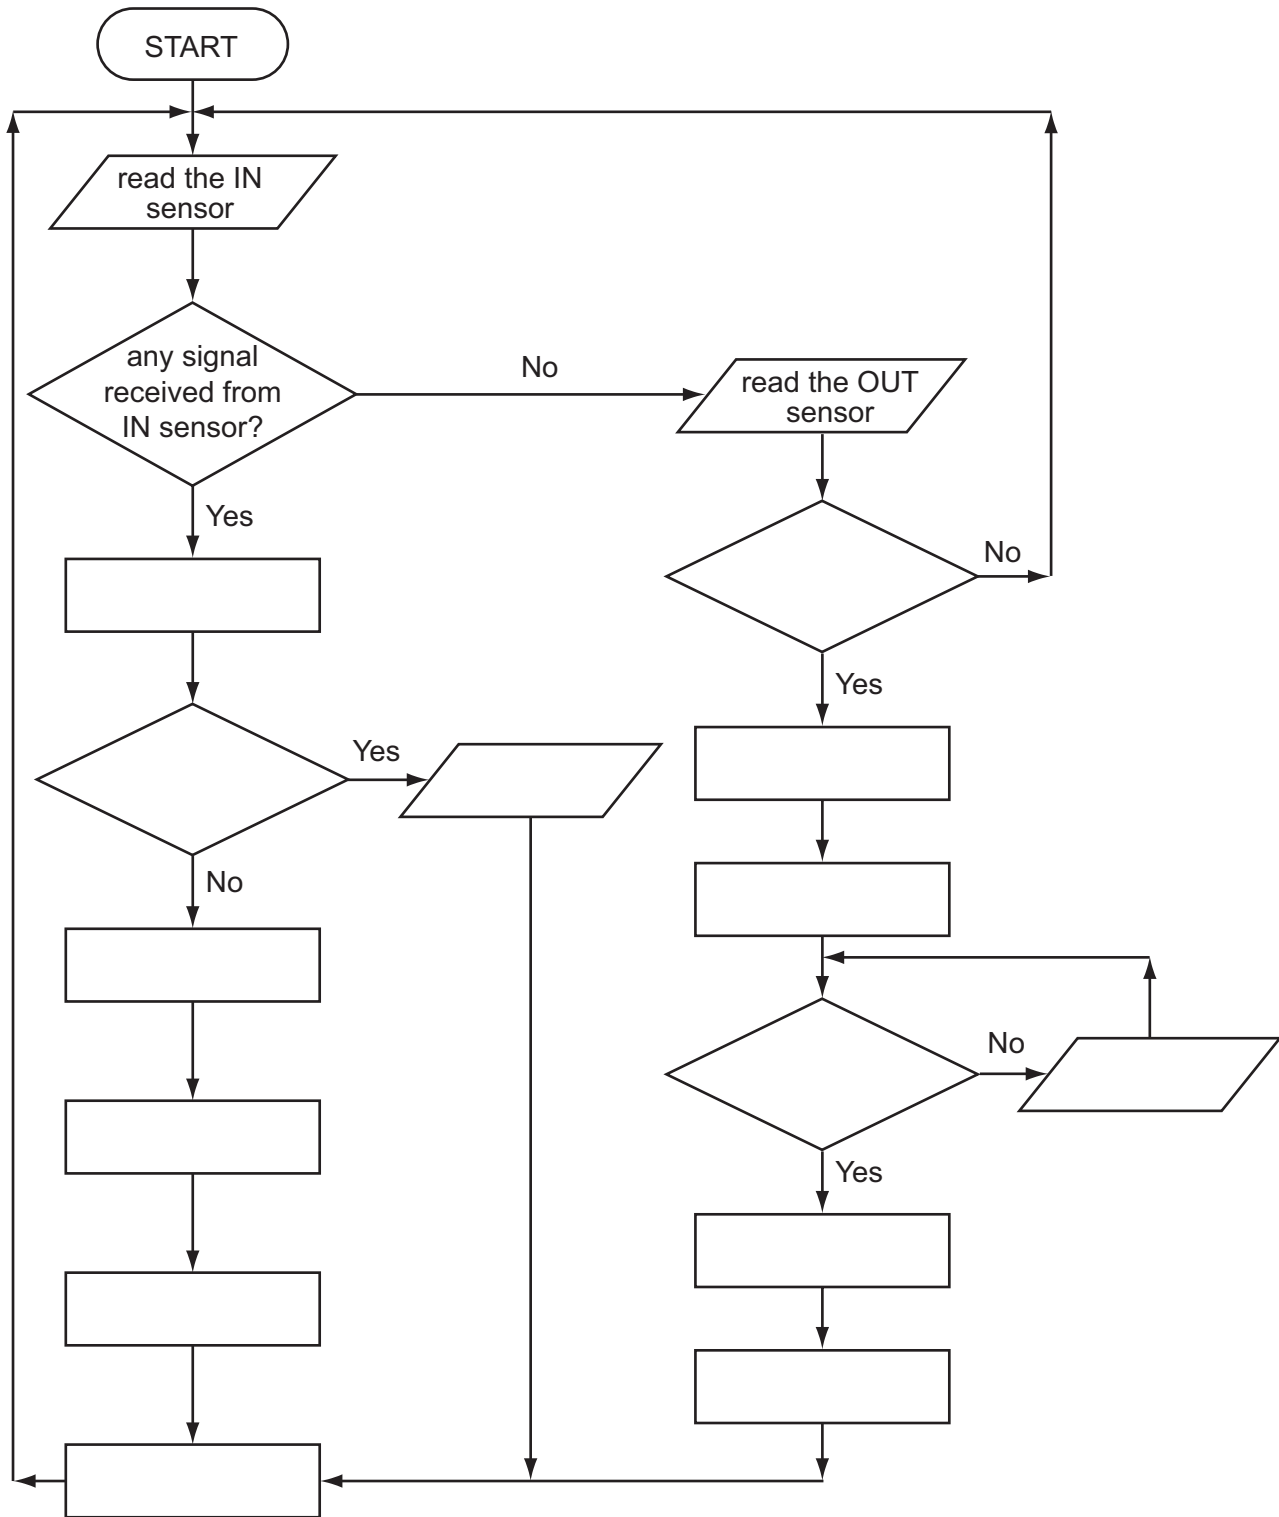 START
read the IN
sensor
any signal
received from
IN sensor?
No
read the OUT
sensor
Yes
No
Yes
Yes
No
No
Yes